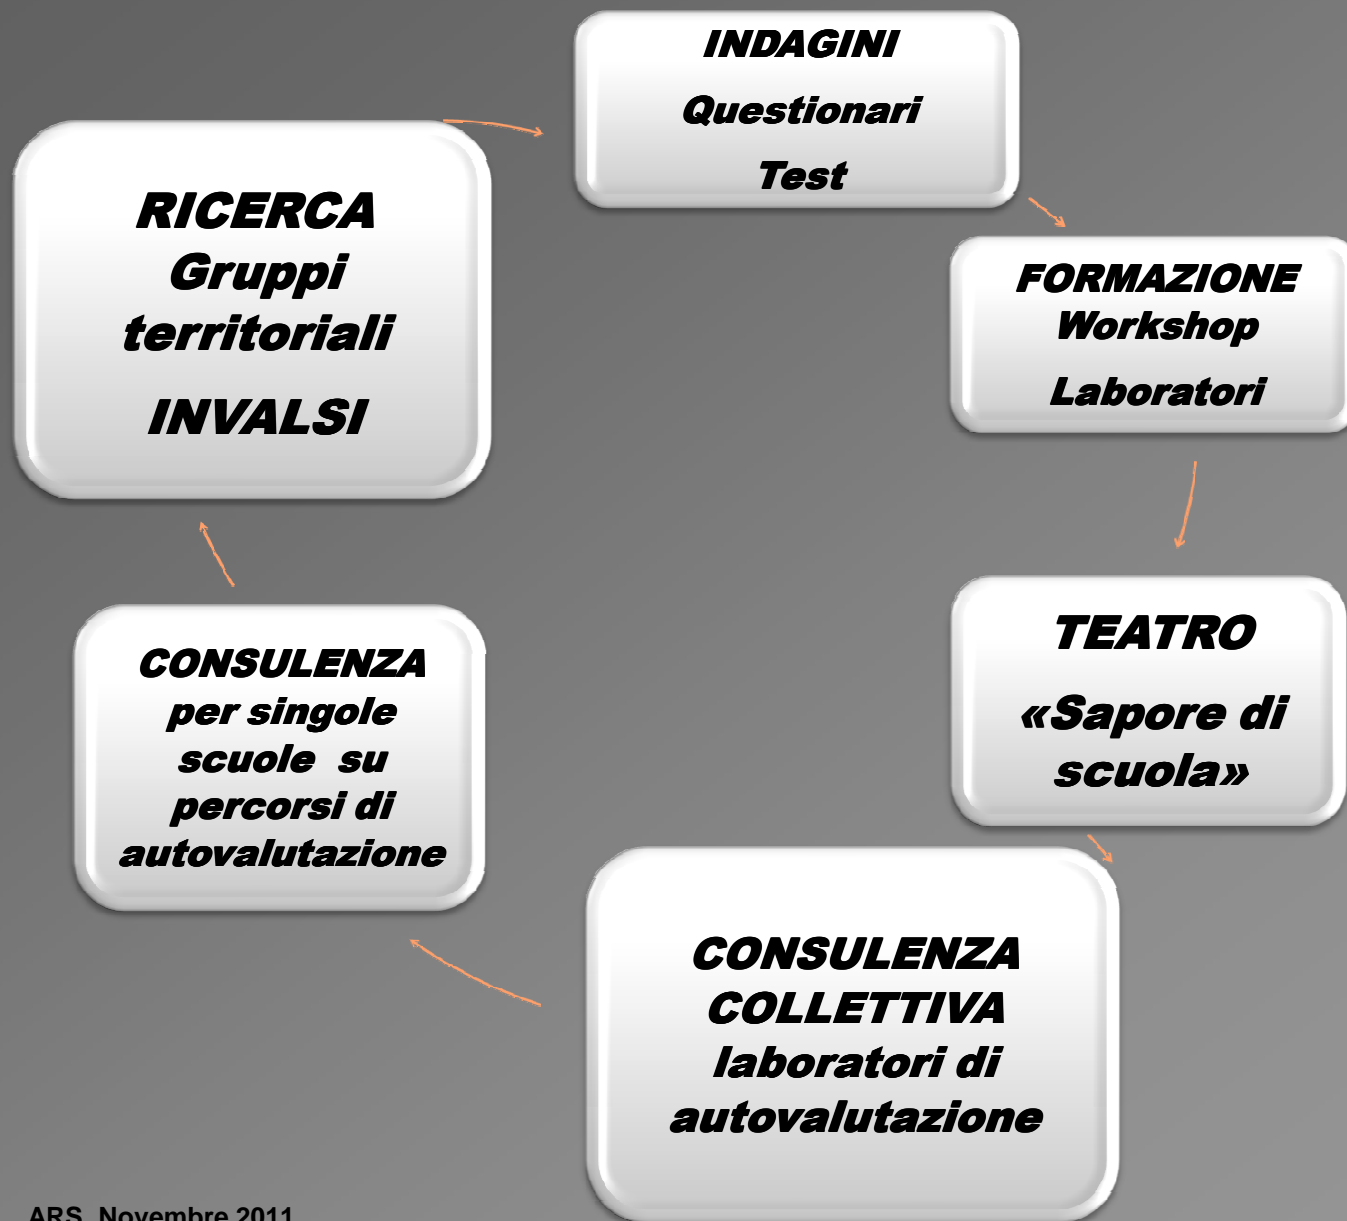 INDAGINI
Questionari
Test
RICERCA
Gruppi
territoriali
INVALSI
FORMAZIONE
Workshop
Laboratori
TEATRO
«Sapore di
scuola»
CONSULENZA
per singole
scuole su
percorsi di
autovalutazione
CONSULENZA
COLLETTIVA
laboratori di
autovalutazione
ARS Novembre 2011